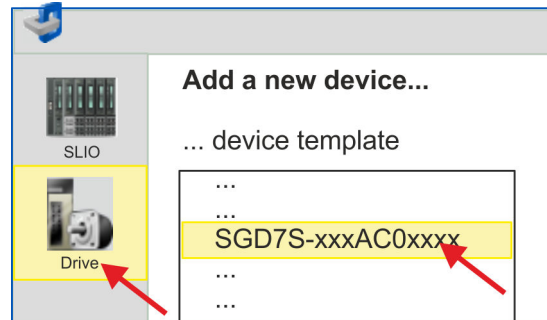 Add a new device...
SLIO
... device template
...
...
SGD7S-xxxAC0xxxx
Drive
...
...